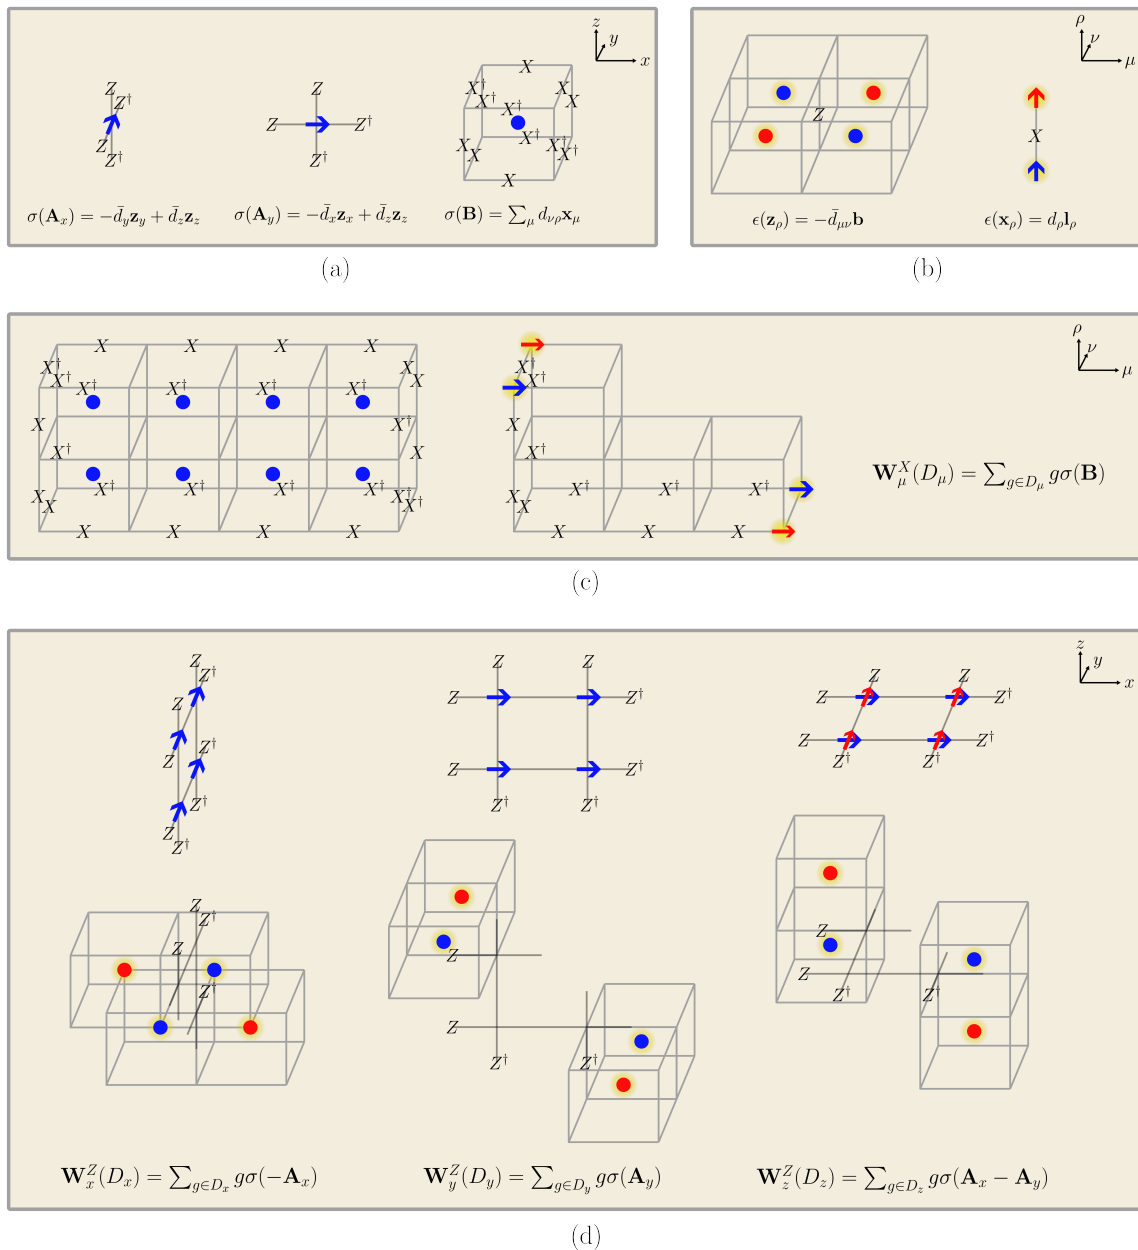 z
y
x
Z
Z†
Z
Z†
Z
Z
Z†
Z†
X
X†
X†
X
X
X†
X†
X
X
X†
X†
X
σ(A_x) = −d̄_y z_y + d̄_z z_z
σ(A_y) = −d̄_x z_x + d̄_z z_z
σ(B) = ∑_μ d_νρ x_μ
(a)
ρ
ν
μ
Z
X
ϵ(z_ρ) = −d̄_μν b
ϵ(x_ρ) = d_ρ l_ρ
(b)
ρ
ν
μ
X X X X
X†
X†
X† X† X† X†
X
X
X
X†
X†
X
X
X
X† X† X† X†
X†
X†
X X X X
X†
X†
X
X†
X
X
X† X† X†
X X X
W^X_μ(D_μ) = ∑_{g∈D_μ} gσ(B)
(c)
z
y
x
Z
Z†
Z
Z
Z†
Z
Z†
Z†
Z Z
Z Z†
Z Z†
Z† Z†
Z Z
Z Z†
Z Z†
Z† Z†
Z
Z†
Z
Z†
Z
Z
Z†
Z†
Z
Z
Z†
Z†
W^Z_x(D_x) = ∑_{g∈D_x} gσ(−A_x)
W^Z_y(D_y) = ∑_{g∈D_y} gσ(A_y)
W^Z_z(D_z) = ∑_{g∈D_z} gσ(A_x − A_y)
(d)